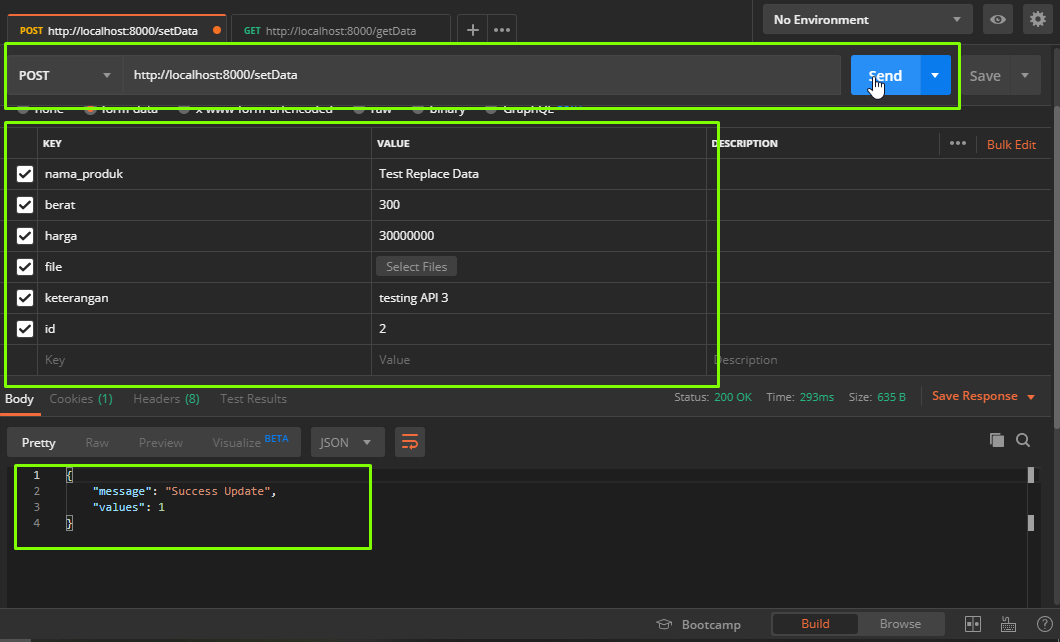 POST http://localhost:8000/setData
GET http://localhost:8000/getData
No Environment
POST http://localhost:8000/setData Send Save
none form-data x-www-form-urlencoded raw binary GraphQL BETA
KEY VALUE DESCRIPTION Bulk Edit
nama_produk Test Replace Data
berat 300
harga 30000000
file Select Files
keterangan testing API 3
id 2
Key Value Description
Body Cookies (1) Headers (8) Test Results Status: 200 OK Time: 293ms Size: 635 B Save Response
Pretty Raw Preview Visualize BETA JSON
1 {
2 "message": "Success Update",
3 "values": 1
4 }
Bootcamp Build Browse